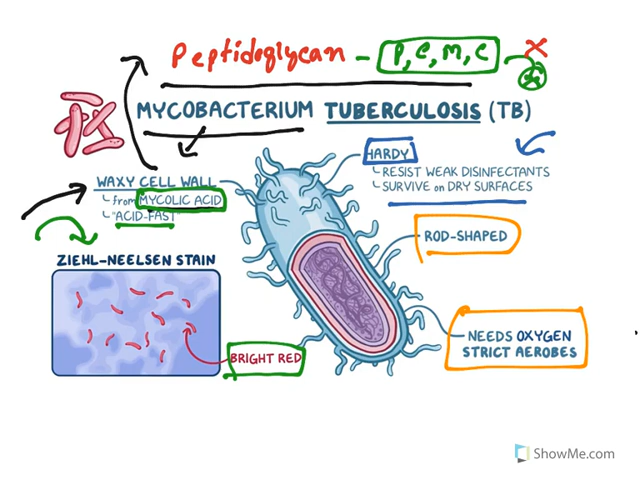 Peptidoglycan - P, C, M, C
MYCOBACTERIUM TUBERCULOSIS (TB)
HARDY
RESIST WEAK DISINFECTANTS
SURVIVE on DRY SURFACES
WAXY CELL WALL
from MYCOLIC ACID
"ACID-FAST"
ROD-SHAPED
ZIEHL-NEELSEN STAIN
BRIGHT RED
NEEDS OXYGEN
STRICT AEROBES
ShowMe.com